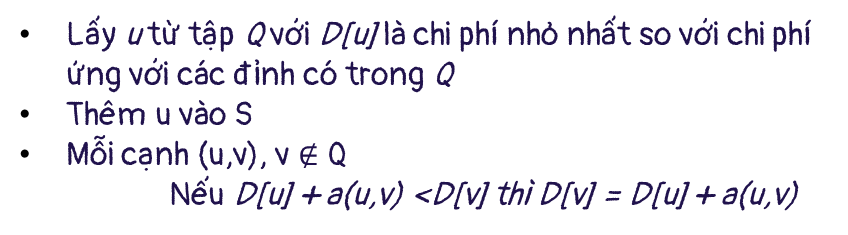 • Lấy u từ tập Q với D[u] là chi phí nhỏ nhất so với chi phí
ứng với các đỉnh có trong Q
• Thêm u vào S
• Mỗi cạnh (u,v), v ∉ Q
Nếu D[u] + a(u,v) <D[v] thì D[v] = D[u] + a(u,v)